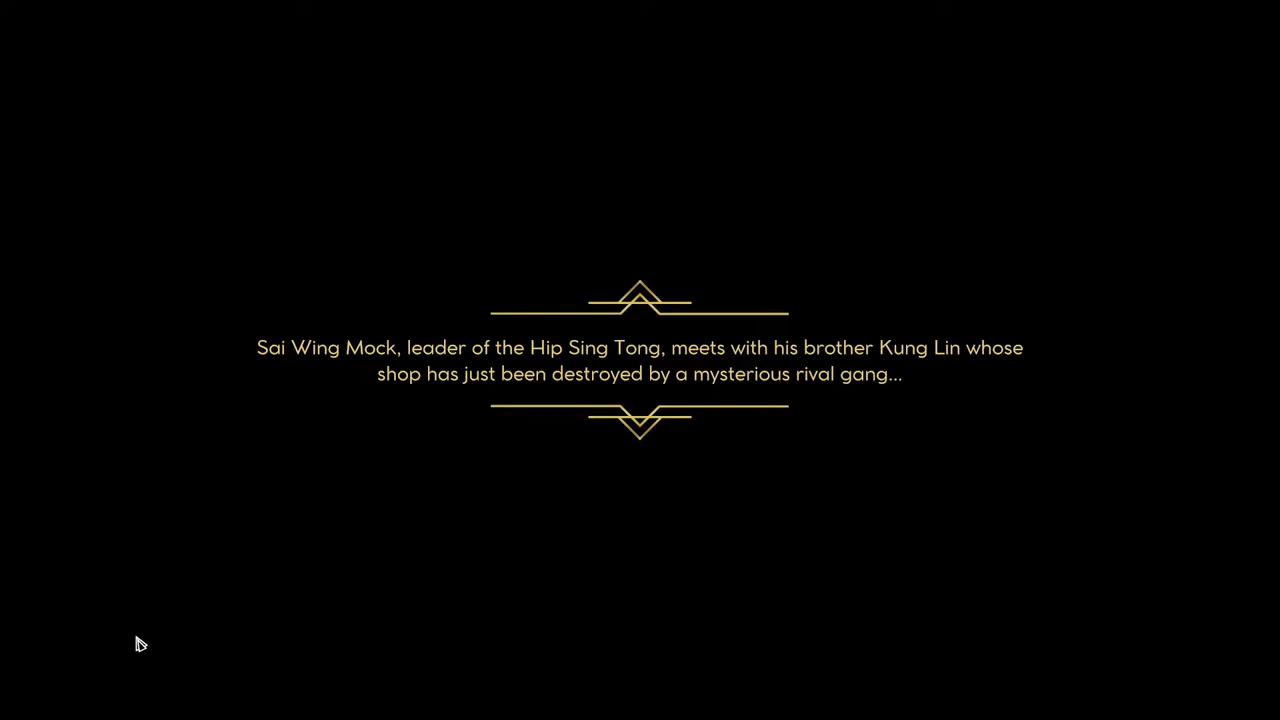 Sai Wing Mock, leader of the Hip Sing Tong, meets with his brother Kung Lin whose
shop has just been destroyed by a mysterious rival gang...